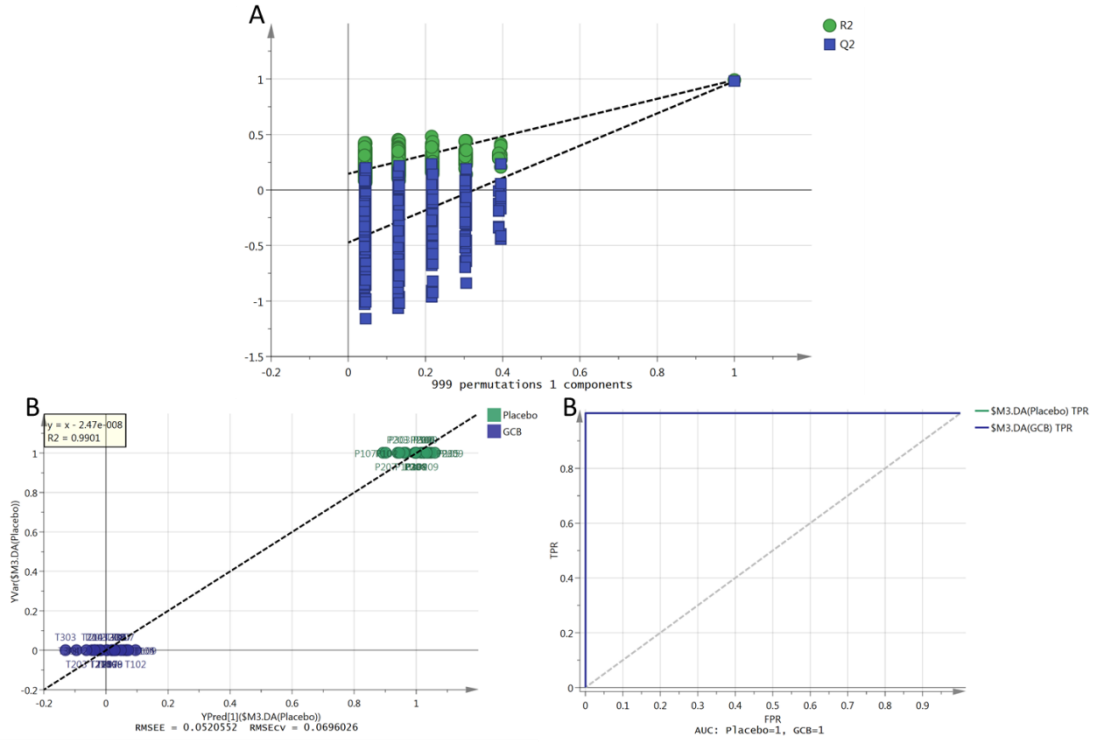 A
R2
Q2
1
0.5
0
-0.5
-1
-1.5
-0.2 0 0.2 0.4 0.6 0.8 1
999 permutations 1 components
B
y = x - 2.47e-008
R2 = 0.9901
Placebo
GCB
YVar($M3.DA(Placebo))
1
0.8
0.6
0.4
0.2
0
-0.2
P107
T303
T102
-0.2 0 0.2 0.4 0.6 0.8 1
YPred[1]($M3.DA(Placebo))
RMSEE = 0.0520552 RMSEcv = 0.0696026
B
$M3.DA(Placebo) TPR
$M3.DA(GCB) TPR
TPR
0.8
0.6
0.4
0.2
0
0 0.1 0.2 0.3 0.4 0.5 0.6 0.7 0.8 0.9
FPR
AUC: Placebo=1, GCB=1